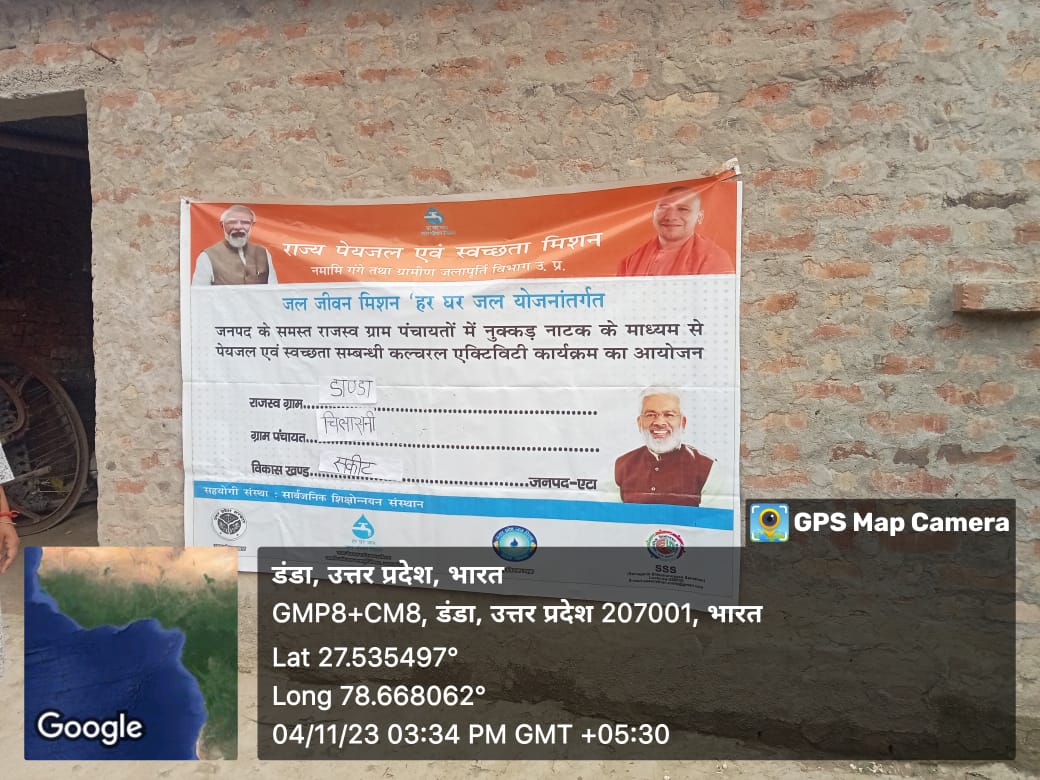 राज्य पेयजल एवं स्वच्छता मिशन
नमामि गंगे तथा ग्रामीण जलापूर्ति विभाग उ. प्र.
जल जीवन मिशन 'हर घर जल योजनांतर्गत
जनपद के समस्त राजस्व ग्राम पंचायतों में नुक्कड़ नाटक के माध्यम से
पेयजल एवं स्वच्छता सम्बन्धी कल्चरल एक्टिविटी कार्यक्रम का आयोजन
राजस्व ग्राम.... डाण्डा
ग्राम पंचायत.... चिलासनी
विकास खण्ड.... सकीट ....जनपद-एटा
सहयोगी संस्था : सार्वजनिक शिक्षोन्नयन संस्थान
हर घर जल
SSS
GPS Map Camera
डंडा, उत्तर प्रदेश, भारत
GMP8+CM8, डंडा, उत्तर प्रदेश 207001, भारत
Lat 27.535497°
Long 78.668062°
04/11/23 03:34 PM GMT +05:30
Google